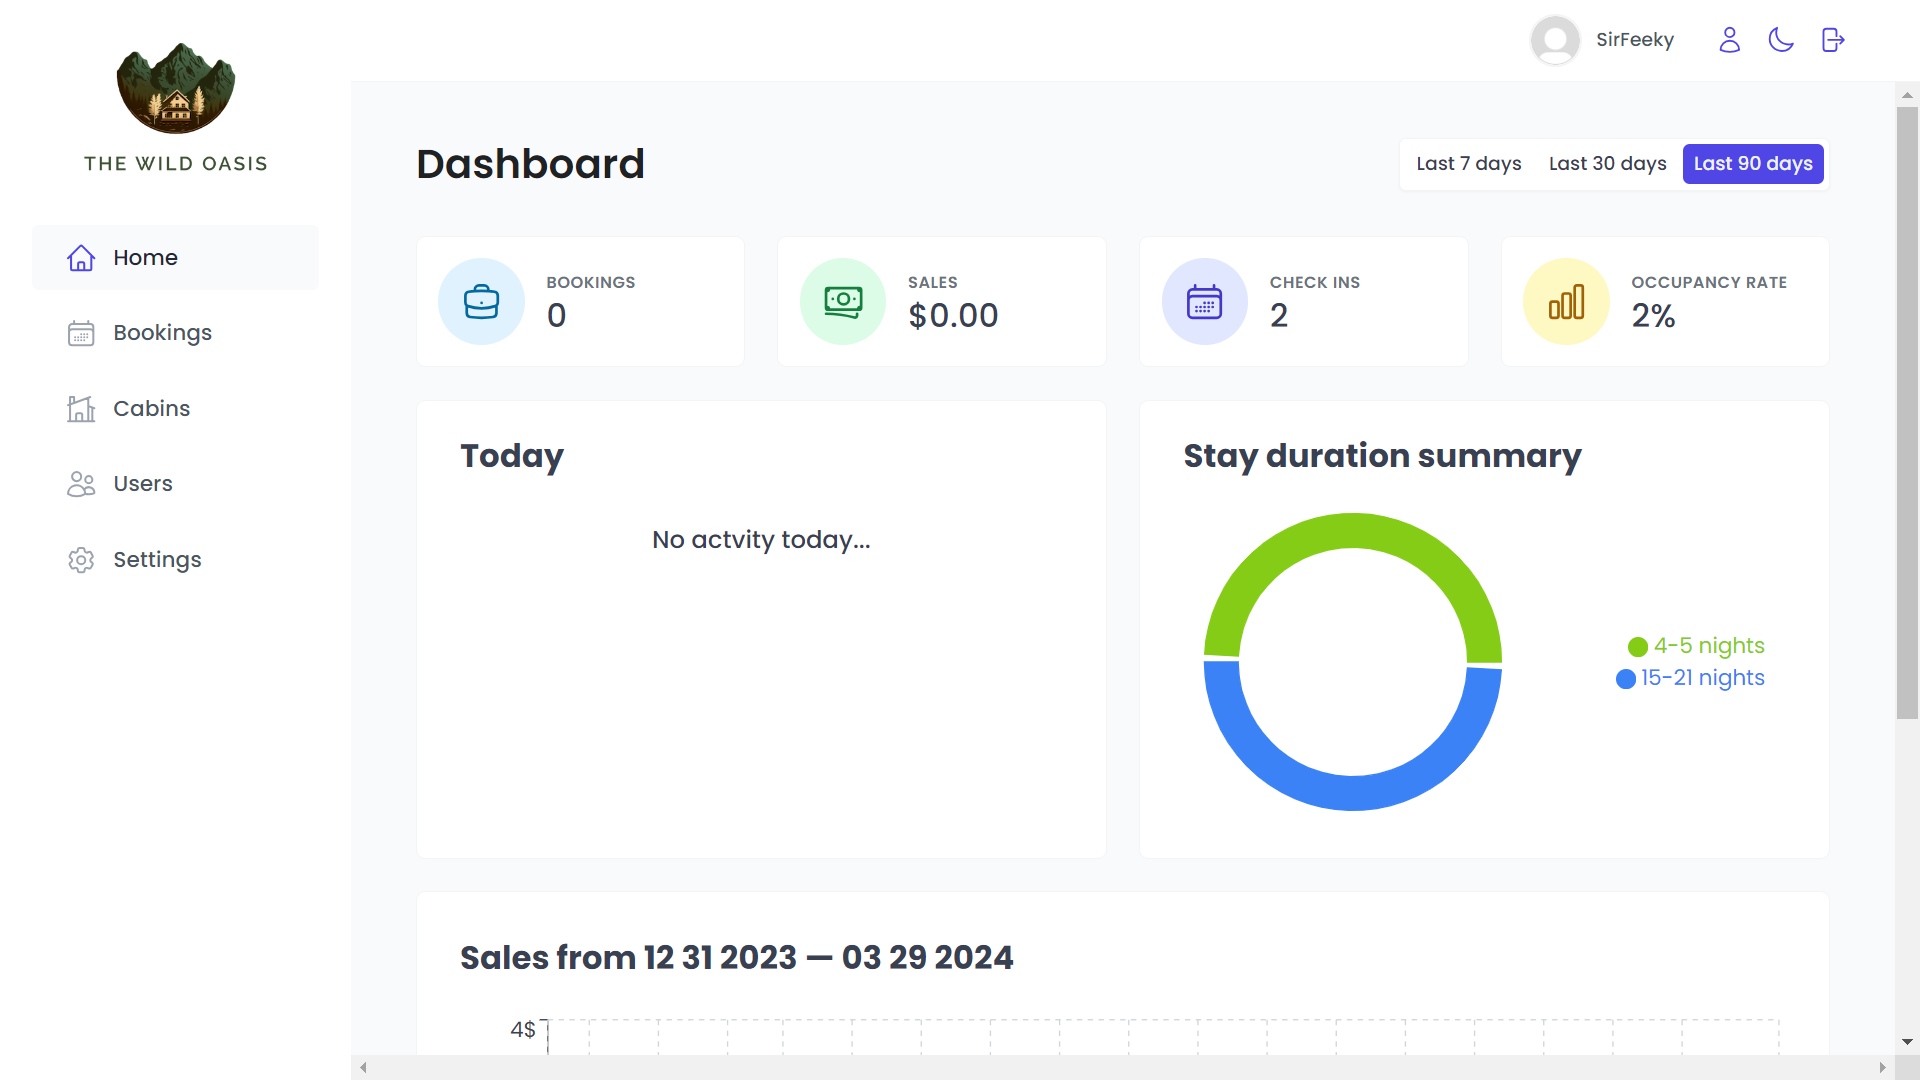 SirFeeky
THE WILD OASIS
Home
Bookings
Cabins
Users
Settings
Dashboard
Last 7 days
Last 30 days
Last 90 days
BOOKINGS
0
SALES
$0.00
CHECK INS
2
OCCUPANCY RATE
2%
Today
No actvity today...
Stay duration summary
4-5 nights
15-21 nights
Sales from 12 31 2023 — 03 29 2024
4$